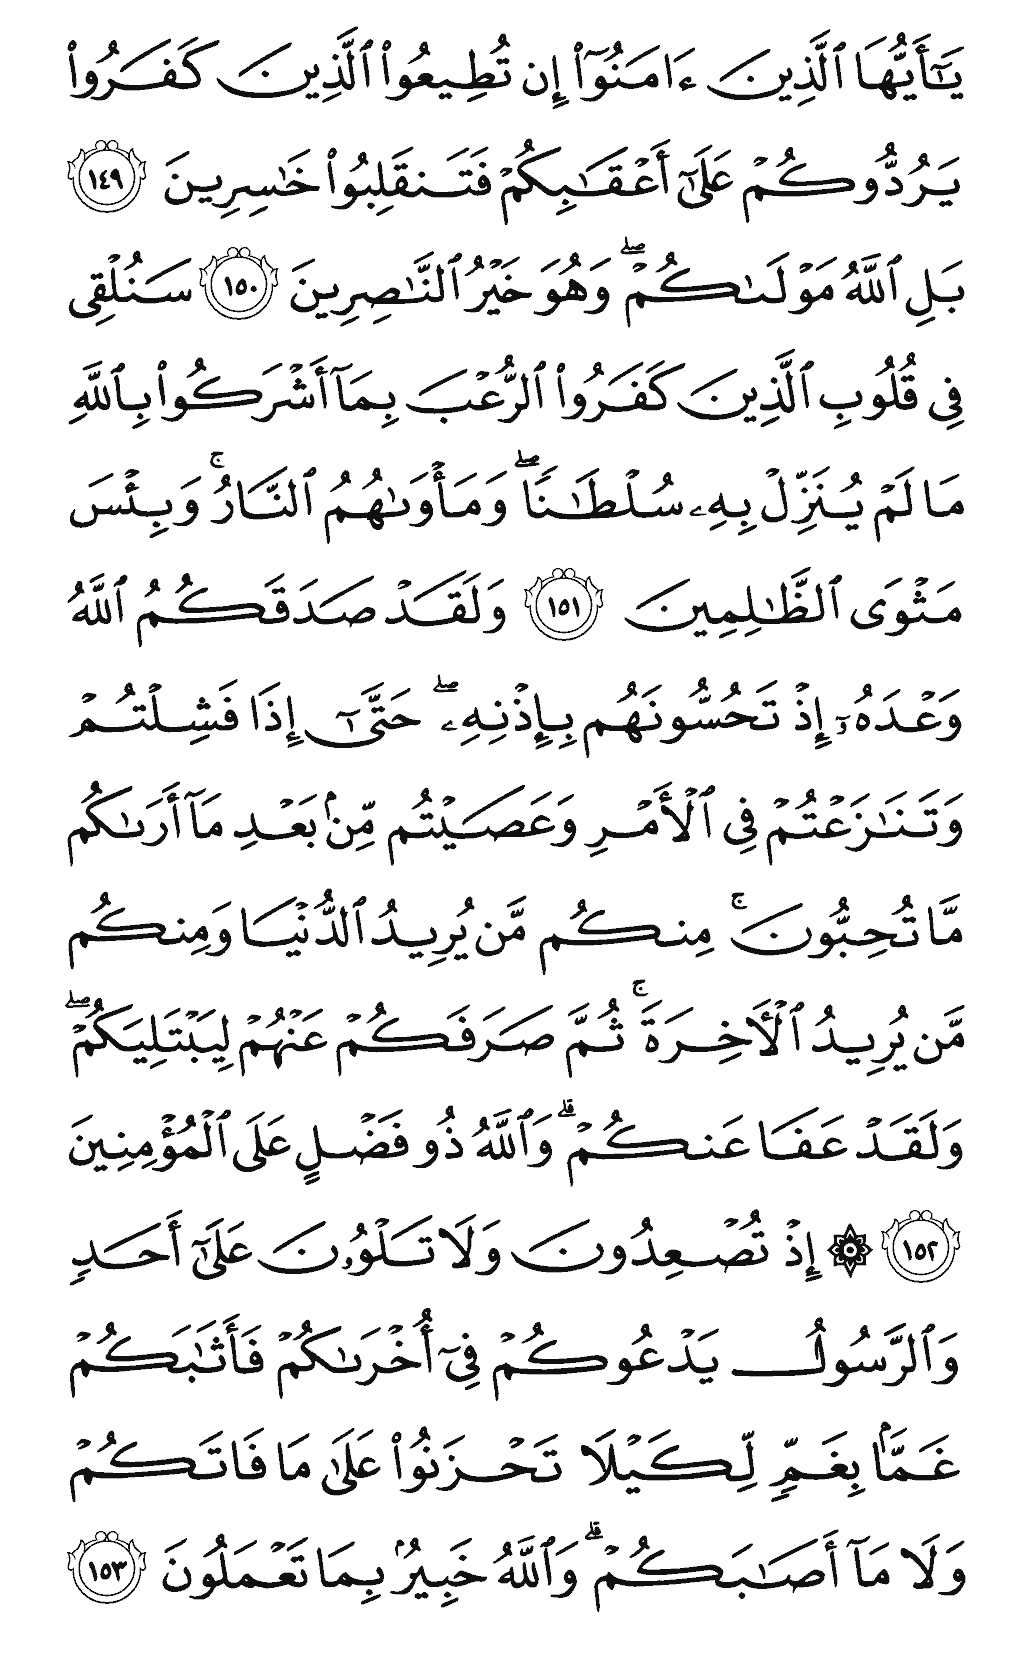 يَـٰٓأَيُّهَا ٱلَّذِينَ ءَامَنُوٓا۟ إِن تُطِيعُوا۟ ٱلَّذِينَ كَفَرُوا۟
يَرُدُّوكُمْ عَلَىٰٓ أَعْقَـٰبِكُمْ فَتَنقَلِبُوا۟ خَـٰسِرِينَ ١٤٩
بَلِ ٱللَّهُ مَوْلَىٰكُمْ ۖ وَهُوَ خَيْرُ ٱلنَّـٰصِرِينَ ١٥٠ سَنُلْقِى
فِى قُلُوبِ ٱلَّذِينَ كَفَرُوا۟ ٱلرُّعْبَ بِمَآ أَشْرَكُوا۟ بِٱللَّهِ
مَا لَمْ يُنَزِّلْ بِهِۦ سُلْطَـٰنًا ۖ وَمَأْوَىٰهُمُ ٱلنَّارُ ۚ وَبِئْسَ
مَثْوَى ٱلظَّـٰلِمِينَ ١٥١ وَلَقَدْ صَدَقَكُمُ ٱللَّهُ
وَعْدَهُۥٓ إِذْ تَحُسُّونَهُم بِإِذْنِهِۦ ۖ حَتَّىٰٓ إِذَا فَشِلْتُمْ
وَتَنَـٰزَعْتُمْ فِى ٱلْأَمْرِ وَعَصَيْتُم مِّنۢ بَعْدِ مَآ أَرَىٰكُم
مَّا تُحِبُّونَ ۚ مِنكُم مَّن يُرِيدُ ٱلدُّنْيَا وَمِنكُم
مَّن يُرِيدُ ٱلْـَٔاخِرَةَ ۚ ثُمَّ صَرَفَكُمْ عَنْهُمْ لِيَبْتَلِيَكُمْ ۖ
وَلَقَدْ عَفَا عَنكُمْ ۗ وَٱللَّهُ ذُو فَضْلٍ عَلَى ٱلْمُؤْمِنِينَ
١٥٢ ۞ إِذْ تُصْعِدُونَ وَلَا تَلْوُۥنَ عَلَىٰٓ أَحَدٍ
وَٱلرَّسُولُ يَدْعُوكُمْ فِىٓ أُخْرَىٰكُمْ فَأَثَـٰبَكُمْ
غَمًّۢا بِغَمٍّ لِّكَيْلَا تَحْزَنُوا۟ عَلَىٰ مَا فَاتَكُمْ
وَلَا مَآ أَصَـٰبَكُمْ ۗ وَٱللَّهُ خَبِيرٌۢ بِمَا تَعْمَلُونَ ١٥٣